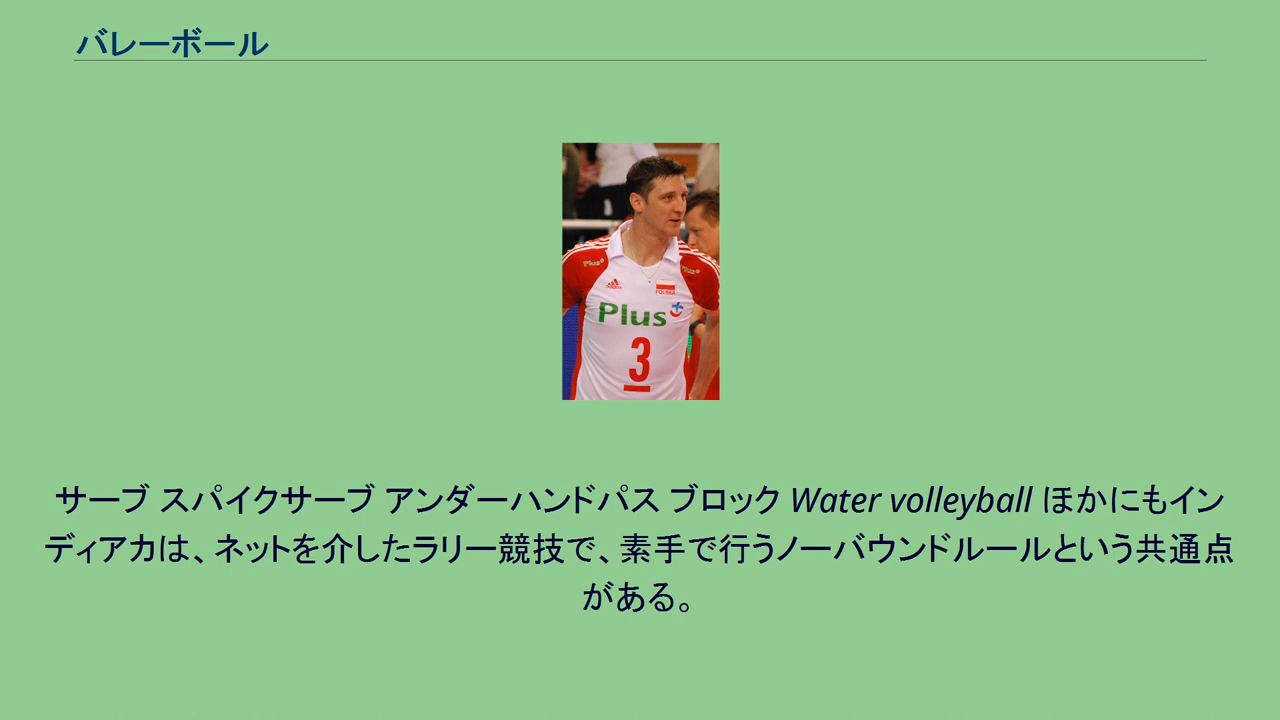 バレーボール
Plus
Plus
adidas
POLSKA
Plus
3
サーブ スパイクサーブ アンダーハンドパス ブロック Water volleyball ほかにもイン
ディアカは、ネットを介したラリー競技で、素手で行うノーバウンドルールという共通点
がある。